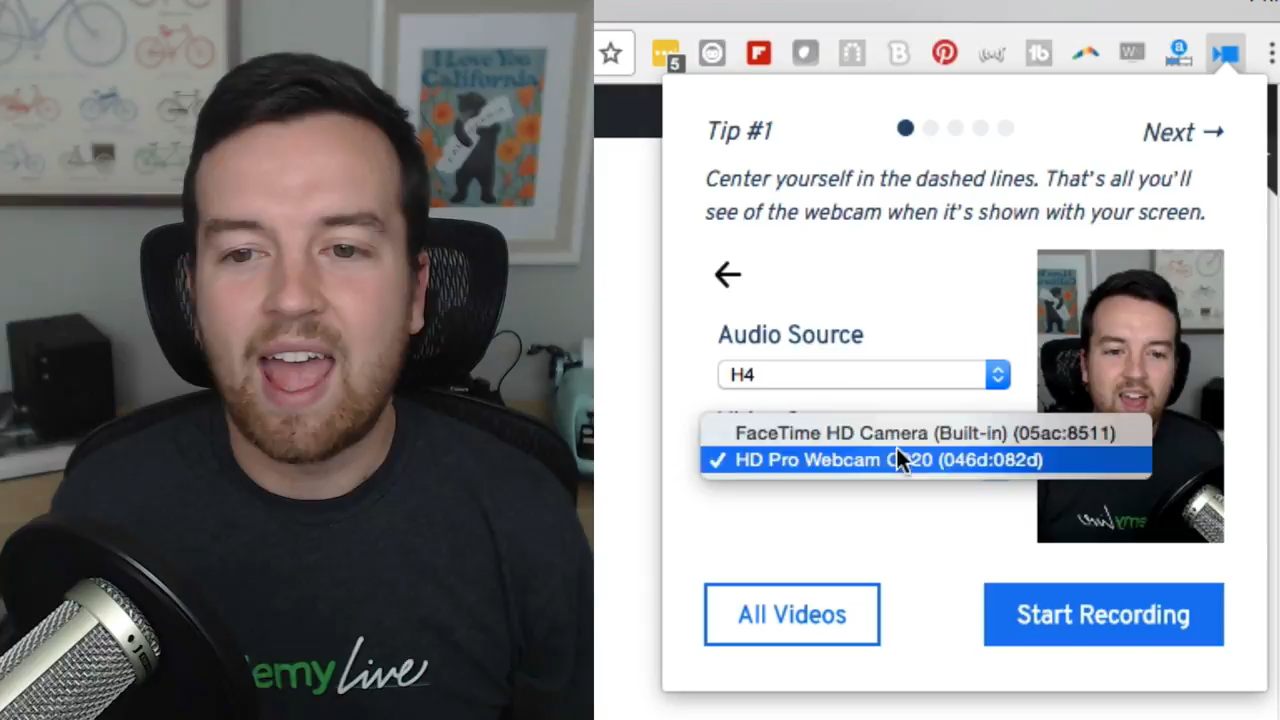 I Love You
California
emy Live
5
Tip #1
Next →
Center yourself in the dashed lines. That's all you'll
see of the webcam when it's shown with your screen.
Audio Source
H4
FaceTime HD Camera (Built-in) (05ac:8511)
✓ HD Pro Webcam C920 (046d:082d)
All Videos
Start Recording